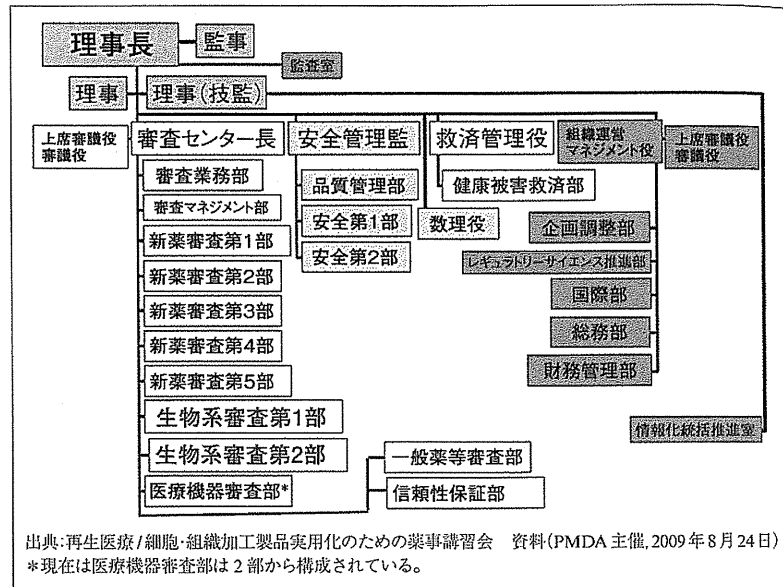 理事長
監事
監査室
理事
理事(技監)
上席審議役
審議役
審査センター長
安全管理監
救済管理役
組織運営
マネジメント役
上席審議役
審議役
審査業務部
審査マネジメント部
新薬審査第1部
新薬審査第2部
新薬審査第3部
新薬審査第4部
新薬審査第5部
生物系審査第1部
生物系審査第2部
医療機器審査部*
一般薬等審査部
信頼性保証部
品質管理部
安全第1部
安全第2部
健康被害救済部
数理役
企画調整部
レギュラトリーサイエンス推進部
国際部
総務部
財務管理部
情報化統括推進室
出典:再生医療/細胞・組織加工製品実用化のための薬事講習会 資料(PMDA 主催, 2009年8月24日)
*現在は医療機器審査部は2部から構成されている。